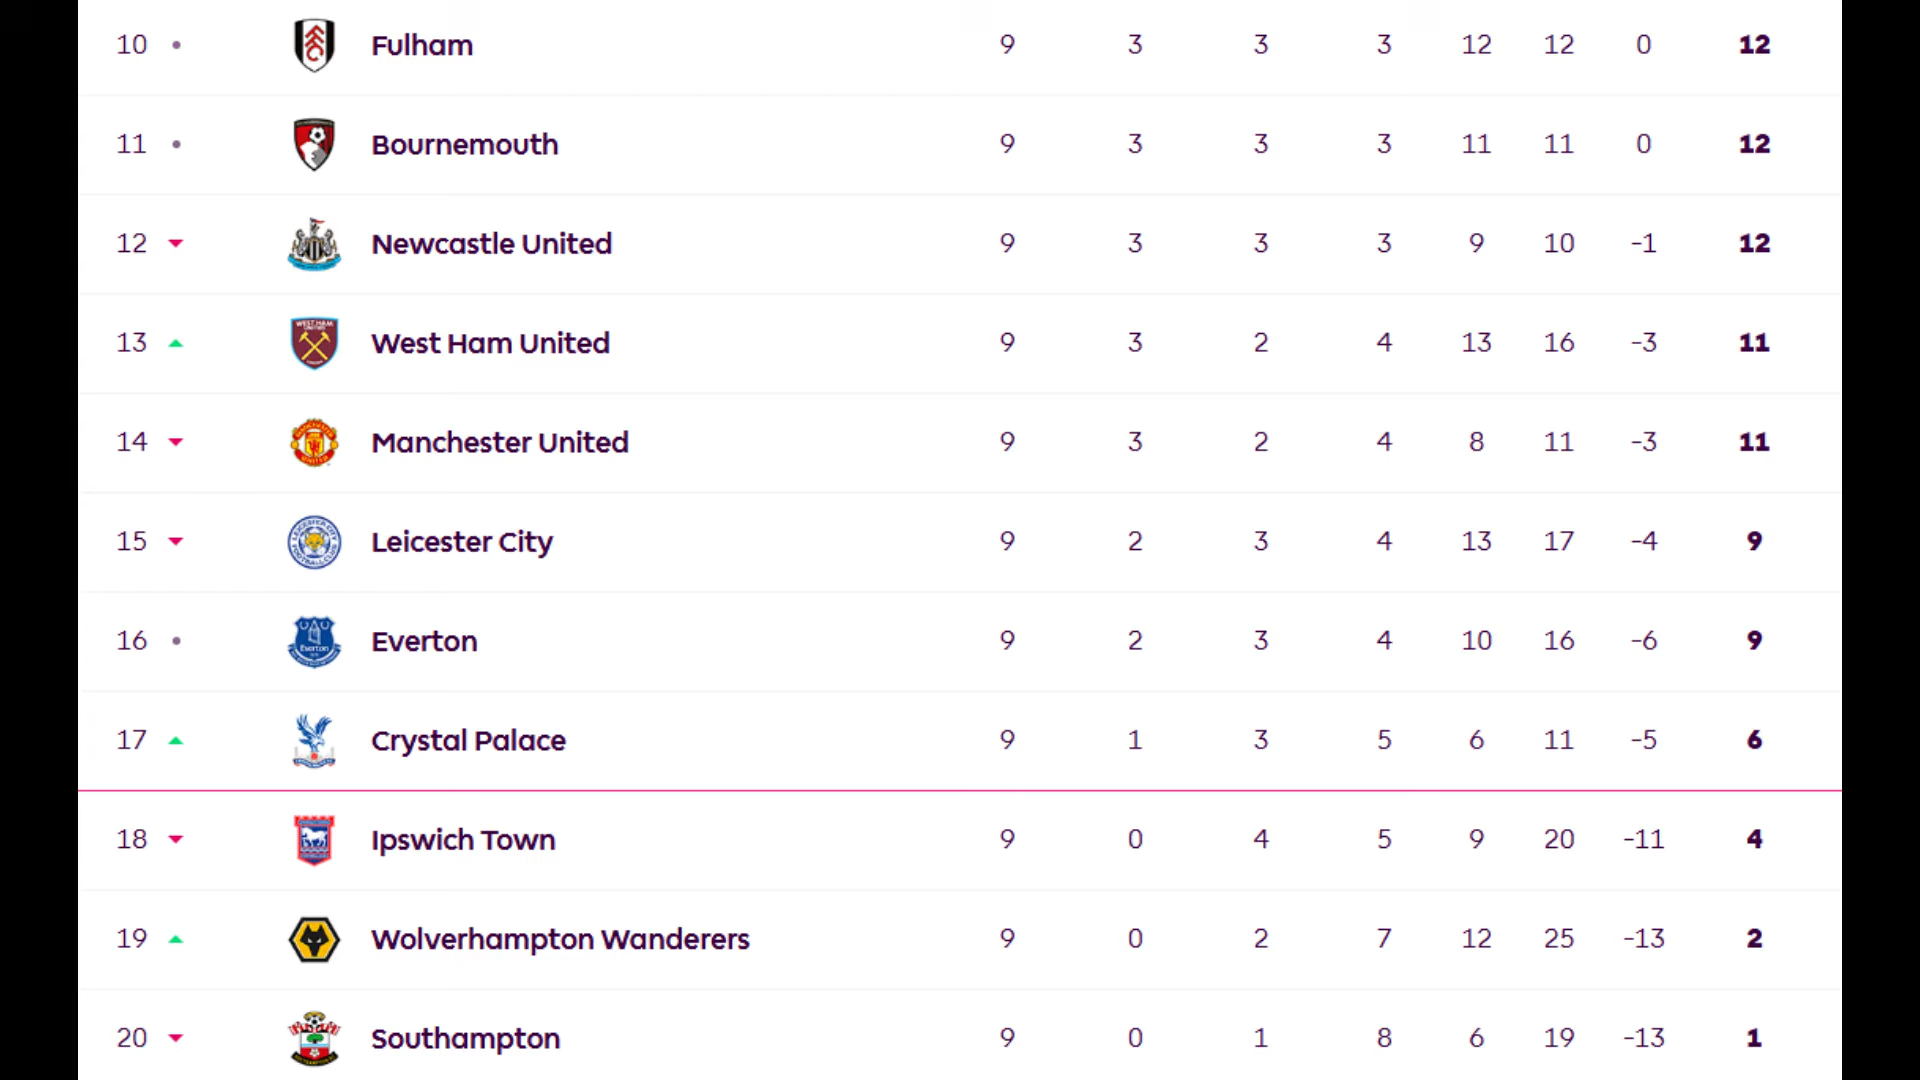 10 Fulham 9 3 3 3 12 12 0 12
11 Bournemouth 9 3 3 3 11 11 0 12
12 Newcastle United 9 3 3 3 9 10 -1 12
13 West Ham United 9 3 2 4 13 16 -3 11
14 Manchester United 9 3 2 4 8 11 -3 11
15 Leicester City 9 2 3 4 13 17 -4 9
16 Everton 9 2 3 4 10 16 -6 9
17 Crystal Palace 9 1 3 5 6 11 -5 6
18 Ipswich Town 9 0 4 5 9 20 -11 4
19 Wolverhampton Wanderers 9 0 2 7 12 25 -13 2
20 Southampton 9 0 1 8 6 19 -13 1